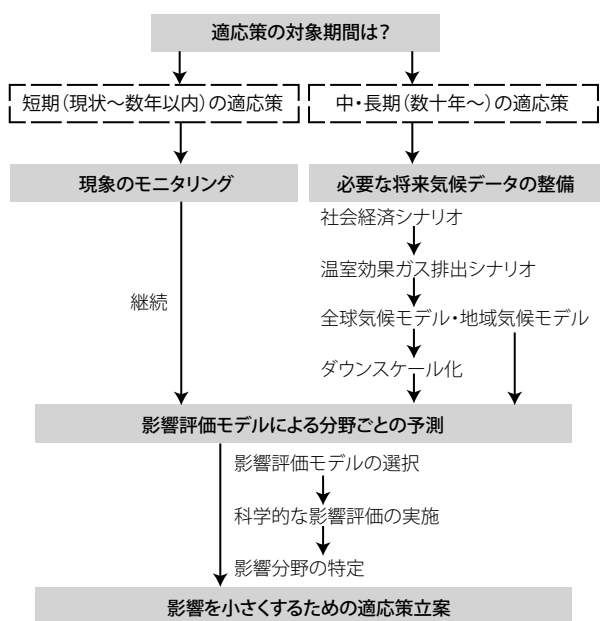 適応策の対象期間は？
短期（現状～数年以内）の適応策
中・長期（数十年～）の適応策
現象のモニタリング
必要な将来気候データの整備
社会経済シナリオ
温室効果ガス排出シナリオ
継続
全球気候モデル・地域気候モデル
ダウンスケール化
影響評価モデルによる分野ごとの予測
影響評価モデルの選択
科学的な影響評価の実施
影響分野の特定
影響を小さくするための適応策立案